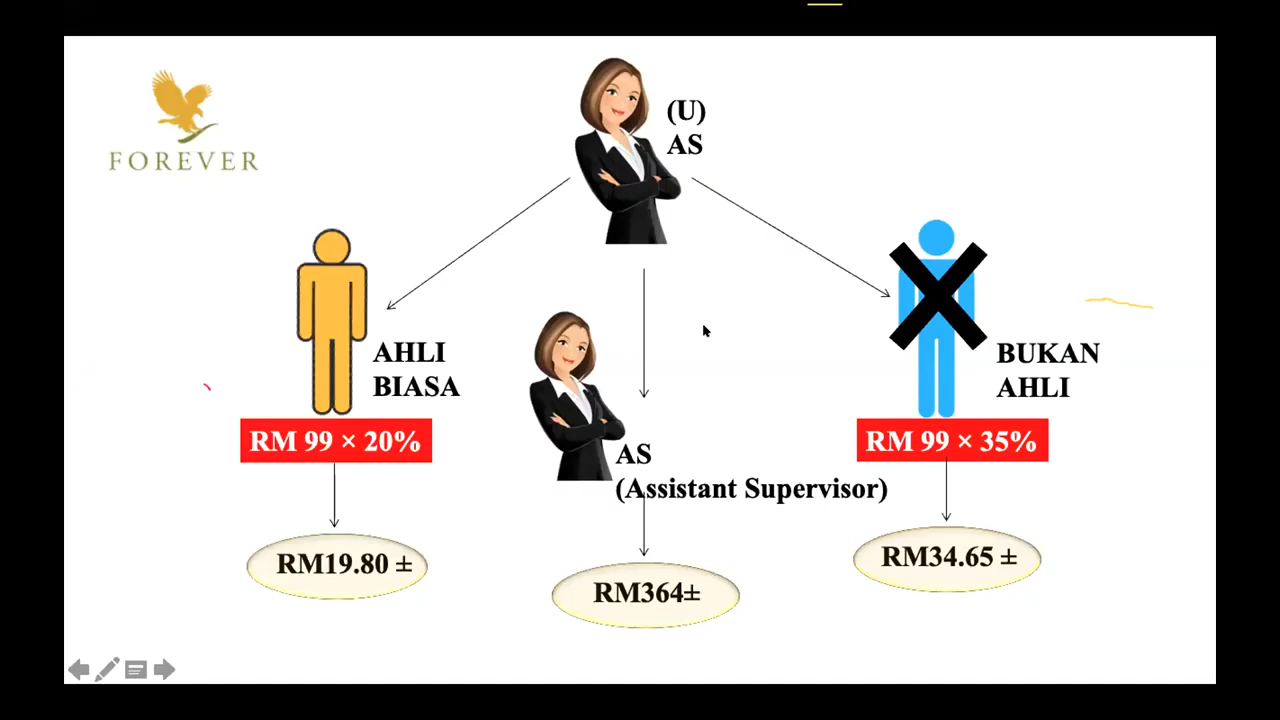 FOREVER
(U)
AS
AHLI
BIASA
RM 99 × 20%
RM19.80 ±
AS
(Assistant Supervisor)
RM364±
BUKAN
AHLI
RM 99 × 35%
RM34.65 ±